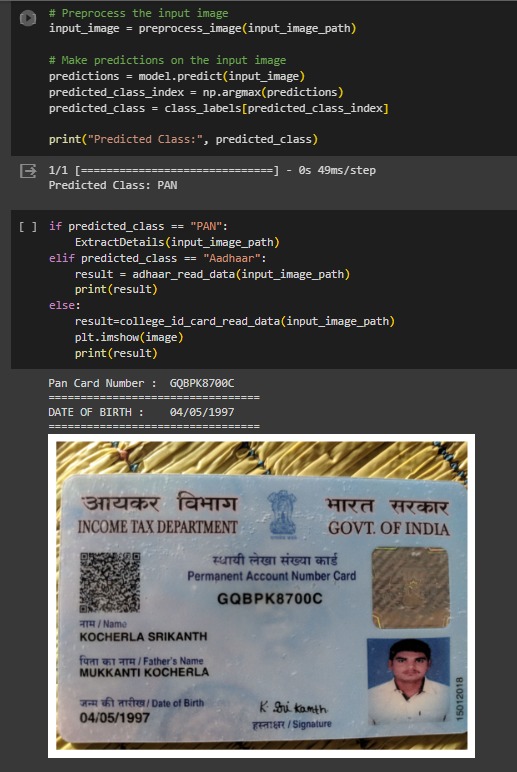 # Preprocess the input image
input_image = preprocess_image(input_image_path)
# Make predictions on the input image
predictions = model.predict(input_image)
predicted_class_index = np.argmax(predictions)
predicted_class = class_labels[predicted_class_index]
print("Predicted Class:", predicted_class)
1/1 [==============================] - 0s 49ms/step
Predicted Class: PAN
[ ] if predicted_class == "PAN":
ExtractDetails(input_image_path)
elif predicted_class == "Aadhaar":
result = adhaar_read_data(input_image_path)
print(result)
else:
result=college_id_card_read_data(input_image_path)
plt.imshow(image)
print(result)
Pan Card Number : GQBPK8700C
================================
DATE OF BIRTH : 04/05/1997
================================
आयकर विभाग
INCOME TAX DEPARTMENT
भारत सरकार
GOVT. OF INDIA
स्थायी लेखा संख्या कार्ड
Permanent Account Number Card
GQBPK8700C
नाम / Name
KOCHERLA SRIKANTH
पिता का नाम / Father's Name
MUKKANTI KOCHERLA
जन्म की तारीख / Date of Birth
04/05/1997
K. Sri kanth
हस्ताक्षर / Signature
15012018